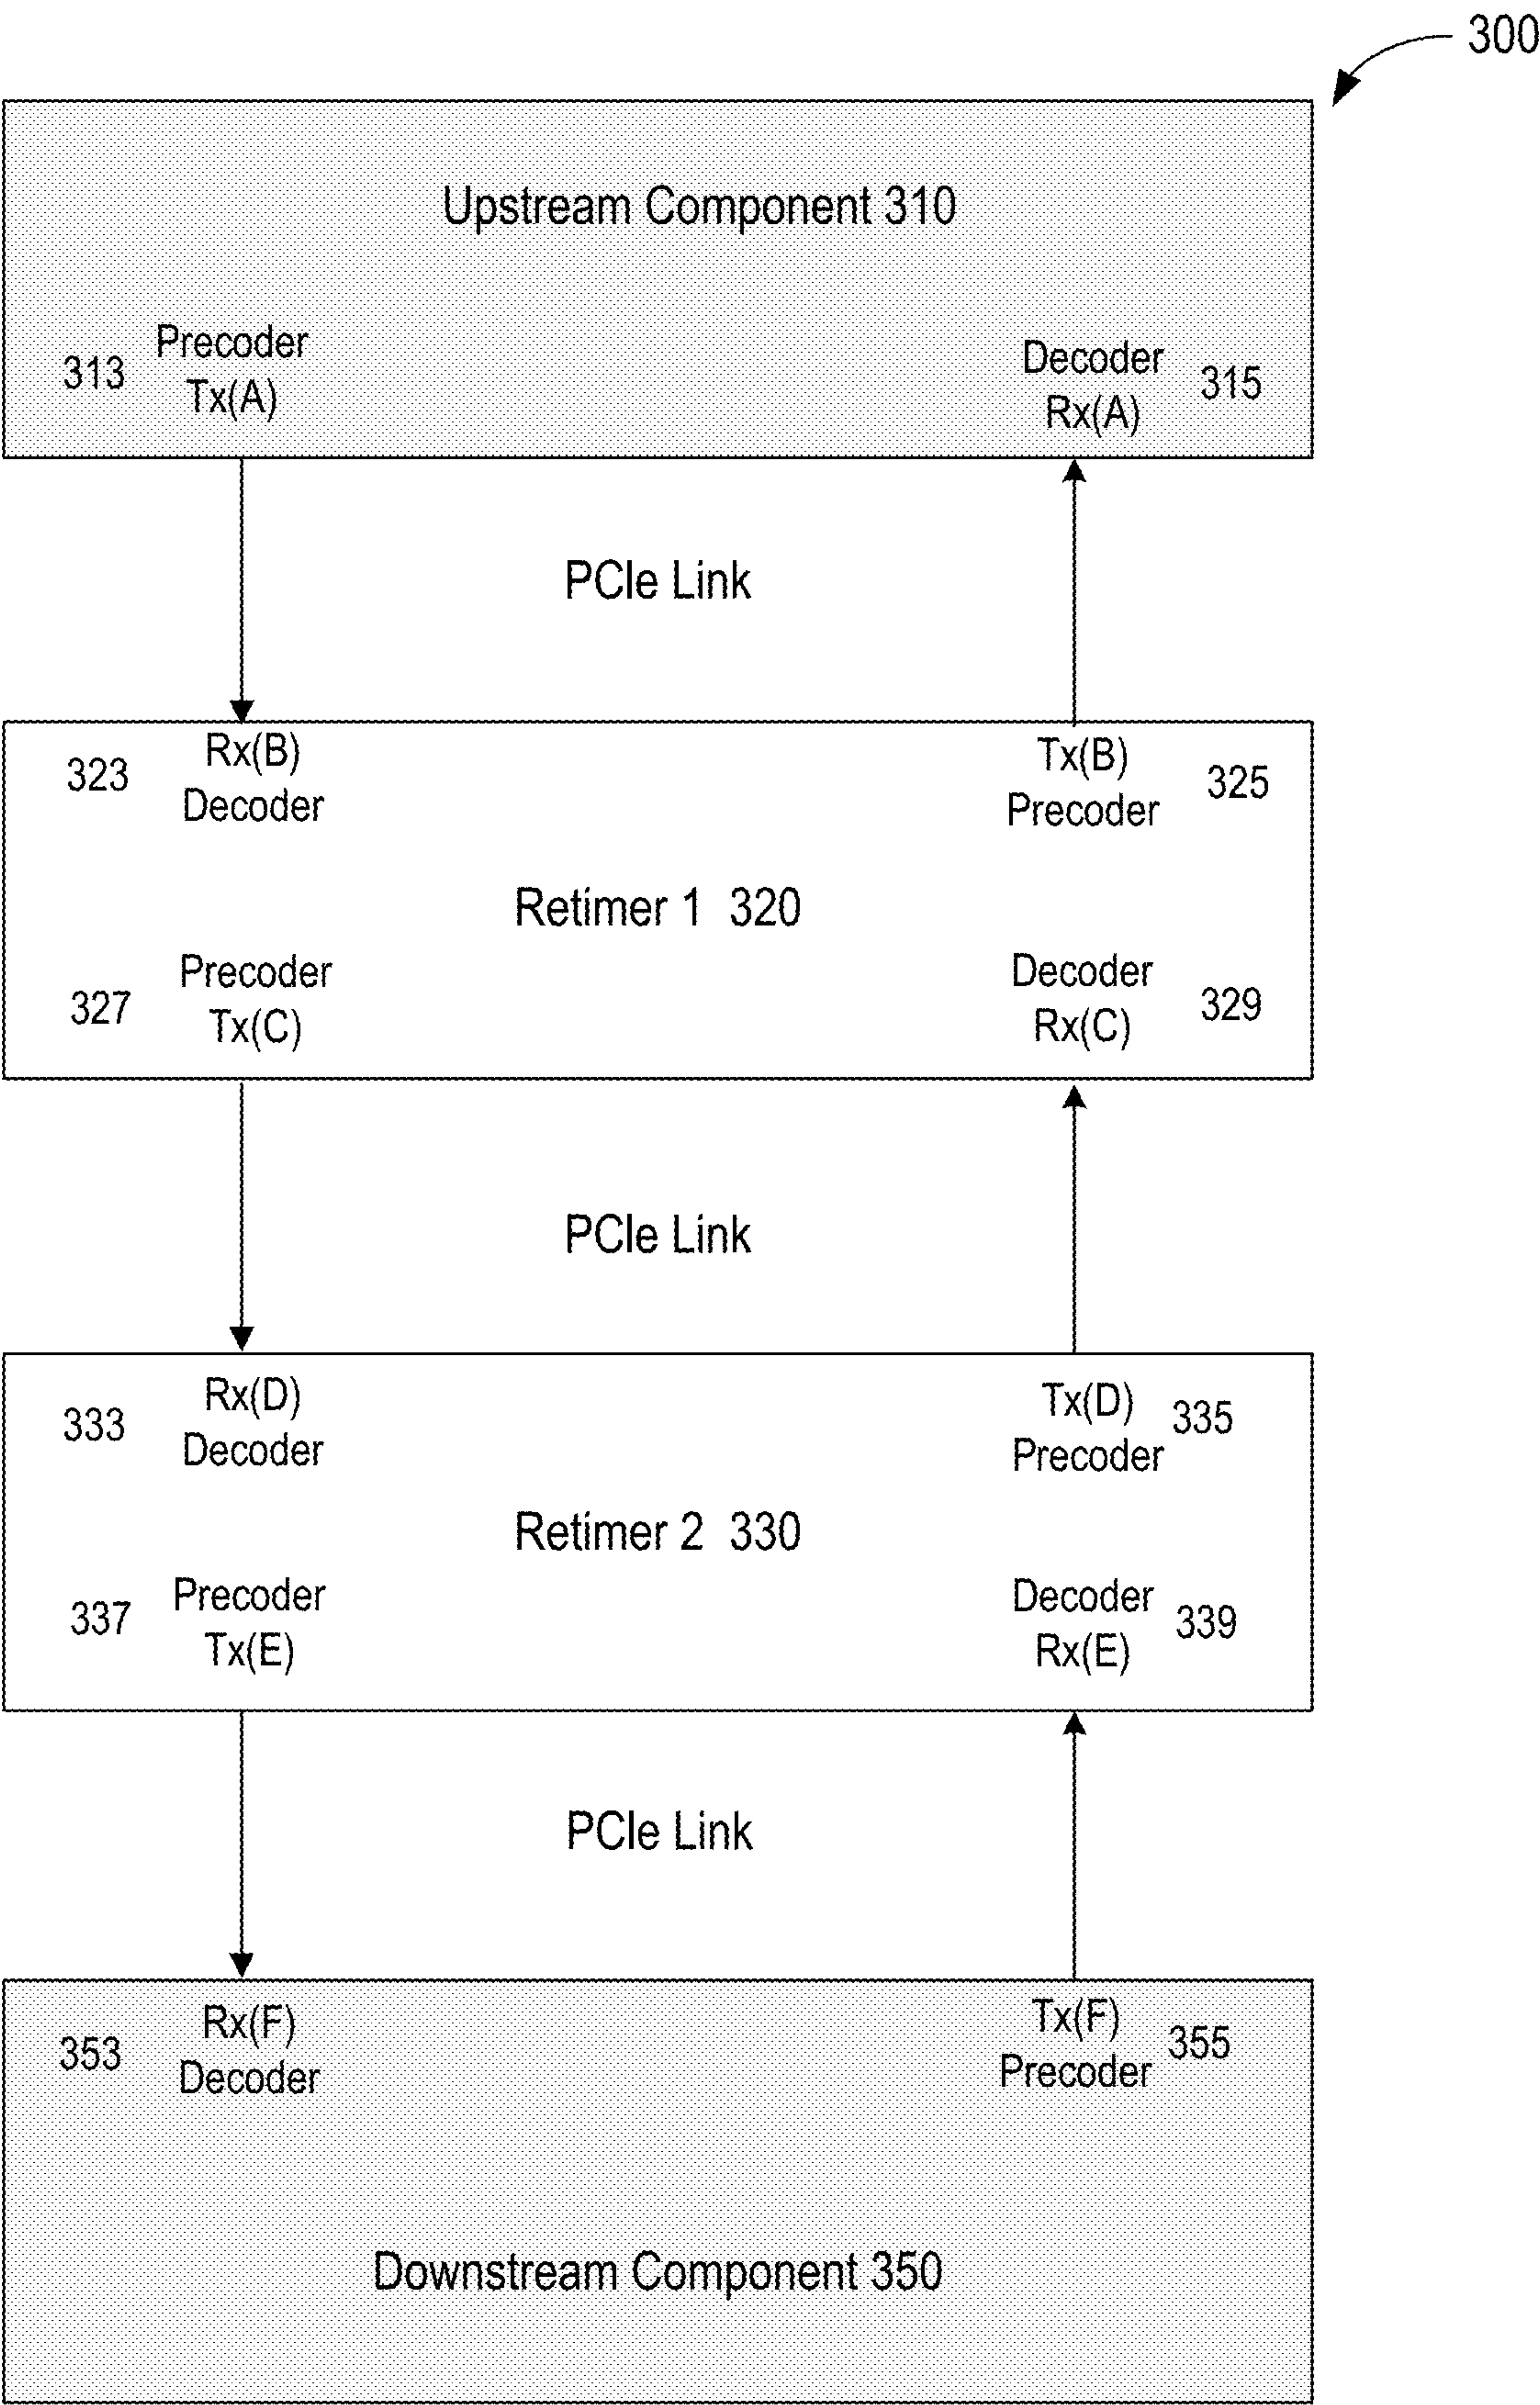 300
Upstream Component 310
313
Precoder
Tx(A)
Decoder
Rx(A)
315
PCIe Link
323
Rx(B)
Decoder
Tx(B)
Precoder
325
Retimer 1 320
327
Precoder
Tx(C)
Decoder
Rx(C)
329
PCIe Link
333
Rx(D)
Decoder
Tx(D)
Precoder
335
Retimer 2 330
337
Precoder
Tx(E)
Decoder
Rx(E)
339
PCIe Link
353
Rx(F)
Decoder
Tx(F)
Precoder
355
Downstream Component 350